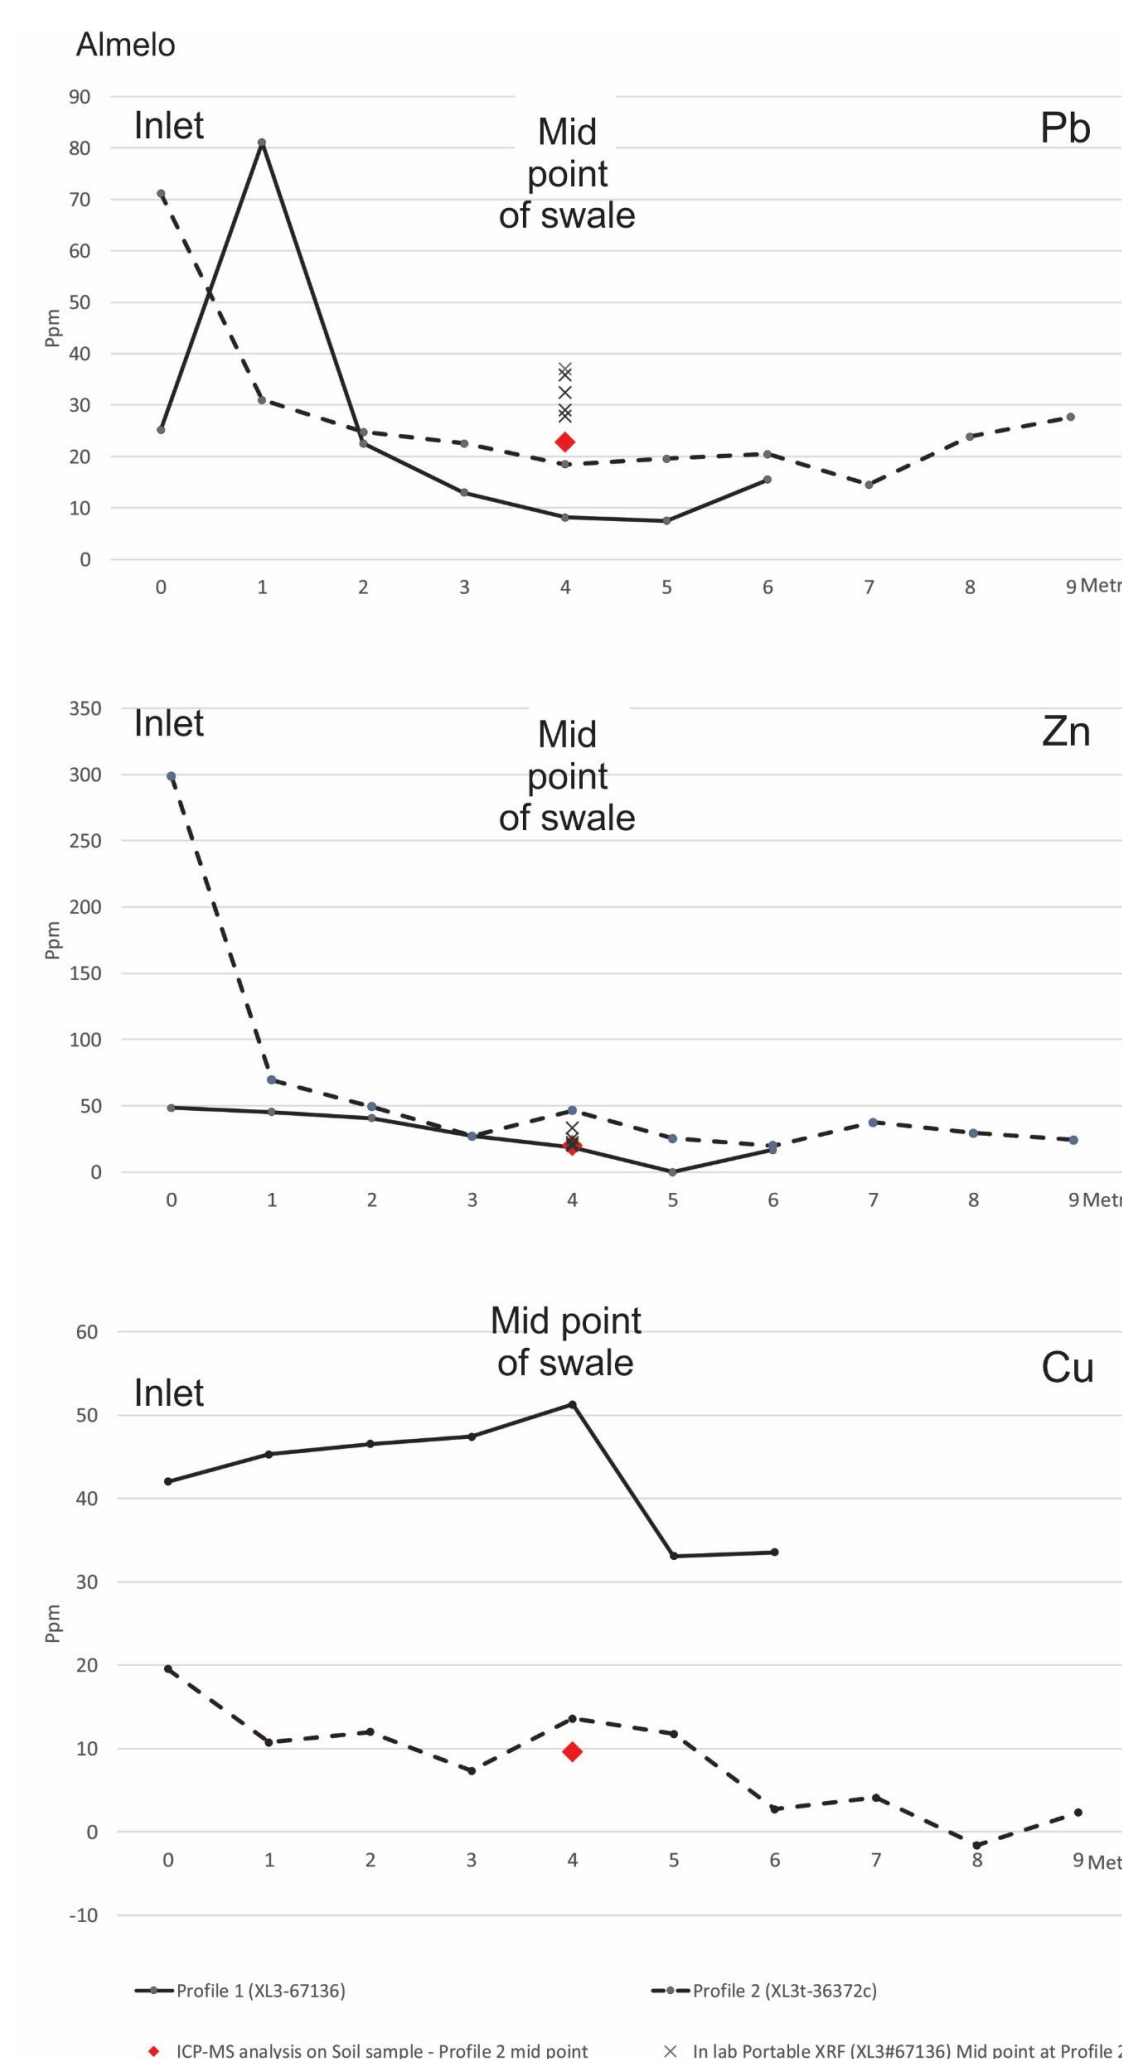 Almelo
90
Inlet
Mid
Pb
80
point
70
of swale
60
50
Ppm
40
30
20
10
0
0 1 2 3 4 5 6 7 8 9 Metr
350
Inlet
Mid
Zn
300
point
of swale
250
200
Ppm
150
100
50
0
0 1 2 3 4 5 6 7 8 9 Metr
Mid point
60
of swale
Cu
Inlet
50
40
30
Ppm
20
10
0
0 1 2 3 4 5 6 7 8 9 Met
-10
Profile 1 (XL3-67136) Profile 2 (XL3t-36372c)
ICP-MS analysis on Soil sample - Profile 2 mid point In lab Portable XRF (XL3#67136) Mid point at Profile 2